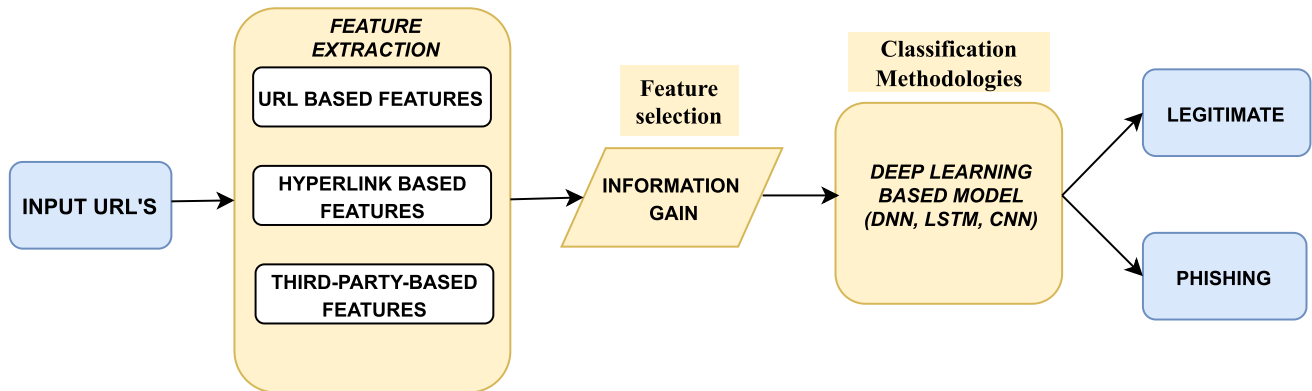 INPUT URL'S
FEATURE
EXTRACTION
URL BASED FEATURES
HYPERLINK BASED
FEATURES
THIRD-PARTY-BASED
FEATURES
Feature
selection
INFORMATION
GAIN
Classification
Methodologies
DEEP LEARNING
BASED MODEL
(DNN, LSTM, CNN)
LEGITIMATE
PHISHING